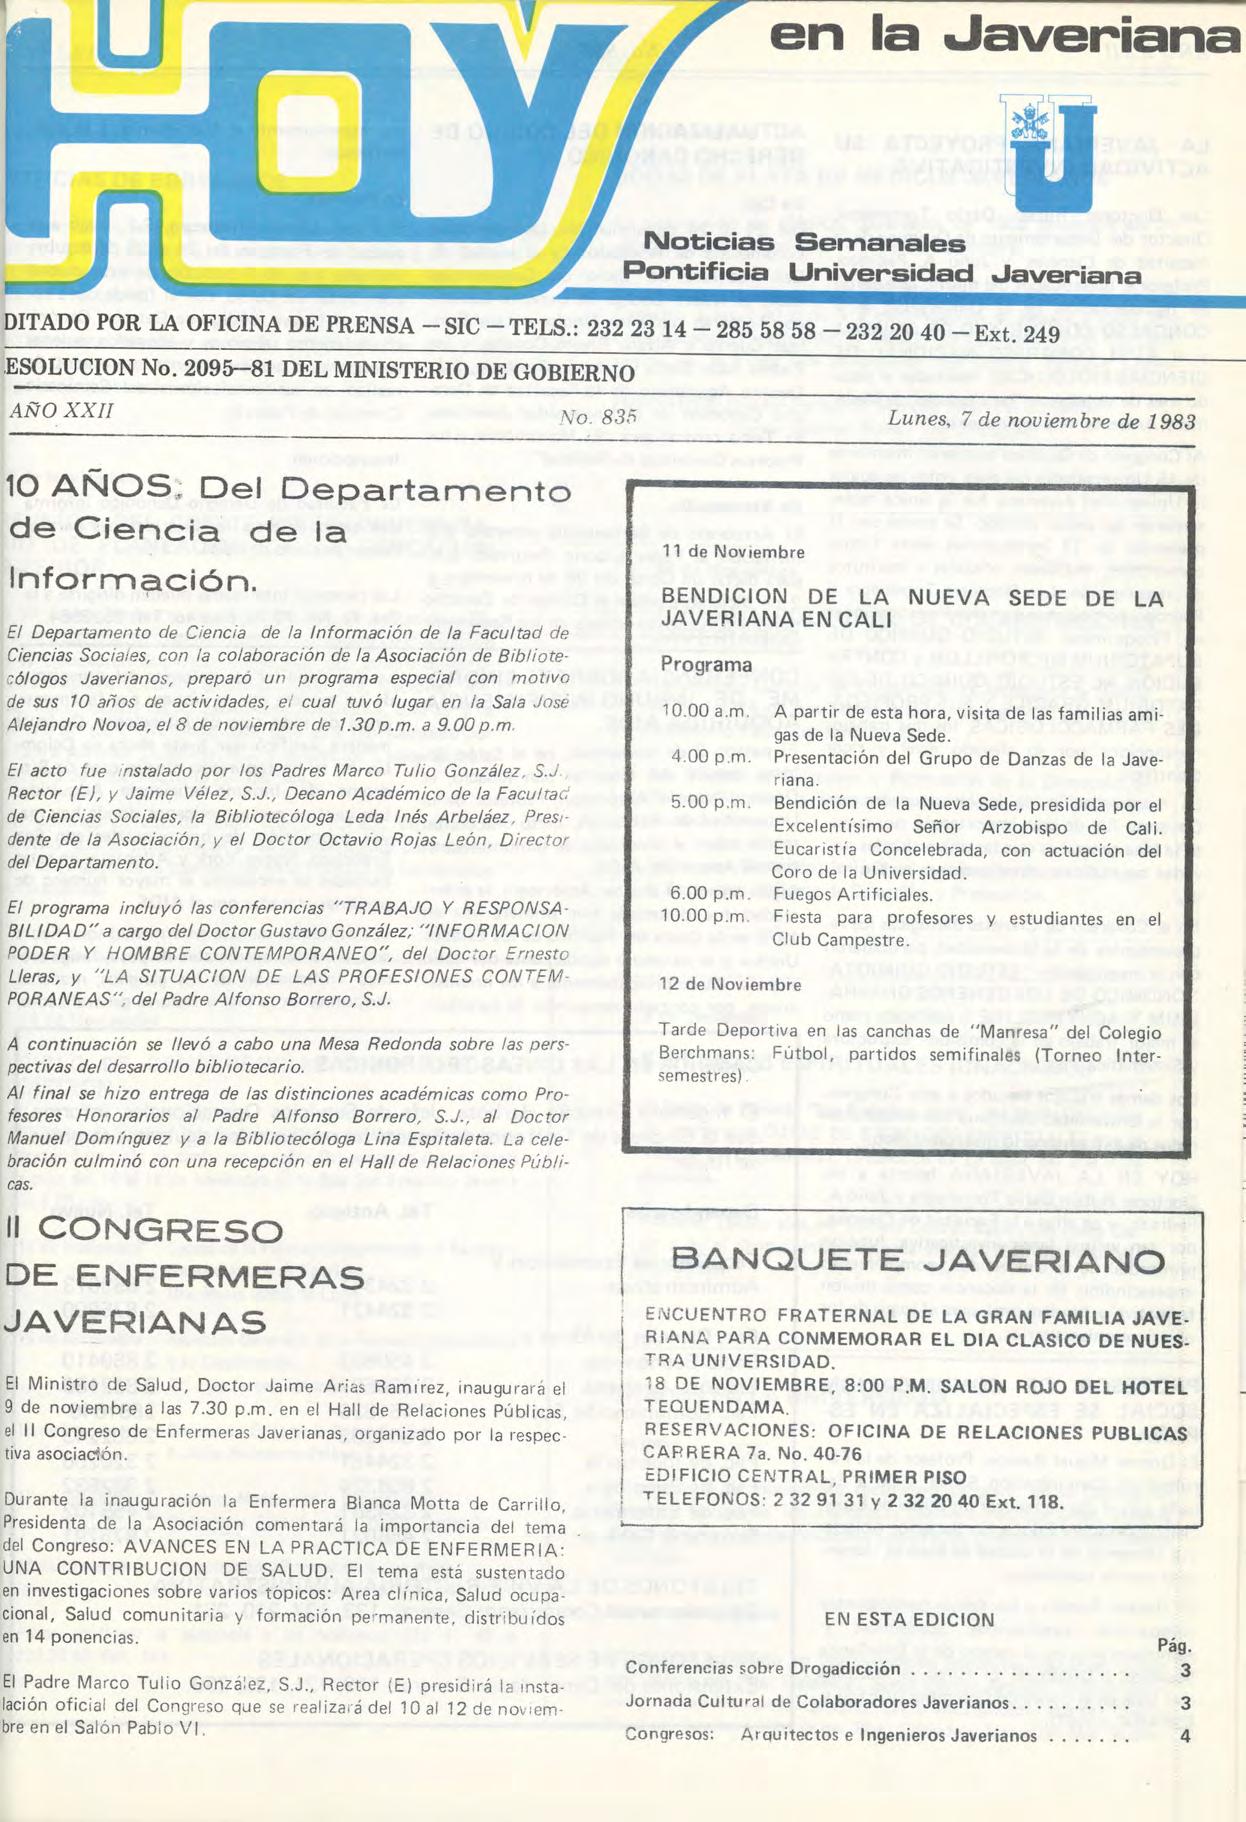 HOY
en la Javeriana
Noticias Semanales
Pontificia Universidad Javeriana
DITADO POR LA OFICINA DE PRENSA — SIC — TELS.: 232 23 14 — 285 58 58 — 232 20 40 — Ext. 249
ESOLUCION No. 2095—81 DEL MINISTERIO DE GOBIERNO
AÑO XXII
No. 835
Lunes, 7 de noviembre de 1983
10 AÑOS: Del Departamento
de Ciencia de la
Información.
El Departamento de Ciencia de la Información de la Facultad de
Ciencias Sociales, con la colaboración de la Asociación de Bibliote-
cólogos Javerianos, preparó un programa especial con motivo
de sus 10 años de actividades, el cual tuvó lugar en la Sala José
Alejandro Novoa, el 8 de noviembre de 1.30 p.m. a 9.00 p.m.
El acto fue instalado por los Padres Marco Tulio González, S.J.,
Rector (E), y Jaime Vélez, S.J., Decano Académico de la Facultad
de Ciencias Sociales, la Bibliotecóloga Leda Inés Arbeláez, Presi-
dente de la Asociación, y el Doctor Octavio Rojas León, Director
del Departamento.
El programa incluyó las conferencias "TRABAJO Y RESPONSA-
BILIDAD" a cargo del Doctor Gustavo González; "INFORMACION
PODER Y HOMBRE CONTEMPORANEO", del Doctor Ernesto
Lleras, y "LA SITUACION DE LAS PROFESIONES CONTEM-
PORANEAS", del Padre Alfonso Borrero, S.J.
A continuación se llevó a cabo una Mesa Redonda sobre las pers-
pectivas del desarrollo bibliotecario.
Al final se hizo entrega de las distinciones académicas como Pro-
fesores Honorarios al Padre Alfonso Borrero, S.J., al Doctor
Manuel Domínguez y a la Bibliotecóloga Lina Espitaleta. La cele-
bración culminó con una recepción en el Hall de Relaciones Públi-
cas.
II CONGRESO
DE ENFERMERAS
JAVERIANAS
El Ministro de Salud, Doctor Jaime Arias Ramírez, inaugurará el
9 de noviembre a las 7.30 p.m. en el Hall de Relaciones Públicas,
el II Congreso de Enfermeras Javerianas, organizado por la respec-
tiva asociación.
Durante la inauguración la Enfermera Blanca Motta de Carrillo,
Presidenta de la Asociación comentará la importancia del tema
del Congreso: AVANCES EN LA PRACTICA DE ENFERMERIA:
UNA CONTRIBUCION DE SALUD. El tema está sustentado
en investigaciones sobre varios tópicos: Area clínica, Salud ocupa-
cional, Salud comunitaria y formación permanente, distribuídos
en 14 ponencias.
El Padre Marco Tulio González, S.J., Rector (E) presidirá la insta-
lación oficial del Congreso que se realizará del 10 al 12 de noviem-
bre en el Salón Pablo VI.
11 de Noviembre
BENDICION DE LA NUEVA SEDE DE LA
JAVERIANA EN CALI
Programa
10.00 a.m. A partir de esta hora, visita de las familias ami-
gas de la Nueva Sede.
4.00 p.m. Presentación del Grupo de Danzas de la Jave-
riana.
5.00 p.m. Bendición de la Nueva Sede, presidida por el
Excelentísimo Señor Arzobispo de Cali.
Eucaristía Concelebrada, con actuación del
Coro de la Universidad.
6.00 p.m. Fuegos Artificiales.
10.00 p.m. Fiesta para profesores y estudiantes en el
Club Campestre.
12 de Noviembre
Tarde Deportiva en las canchas de "Manresa" del Colegio
Berchmans: Fútbol, partidos semifinales (Torneo Inter-
semestres).
BANQUETE JAVERIANO
ENCUENTRO FRATERNAL DE LA GRAN FAMILIA JAVE-
RIANA PARA CONMEMORAR EL DIA CLASICO DE NUES-
TRA UNIVERSIDAD.
18 DE NOVIEMBRE, 8:00 P.M. SALON ROJO DEL HOTEL
TEQUENDAMA.
RESERVACIONES: OFICINA DE RELACIONES PUBLICAS
CARRERA 7a. No. 40-76
EDIFICIO CENTRAL, PRIMER PISO
TELEFONOS: 2 32 91 31 y 2 32 20 40 Ext. 118.
EN ESTA EDICION
Pág.
Conferencias sobre Drogadicción . . . . . . . . . . . . . . . . . . 3
Jornada Cultural de Colaboradores Javerianos. . . . . . . . . . 3
Congresos: Arquitectos e Ingenieros Javerianos . . . . . . . 4